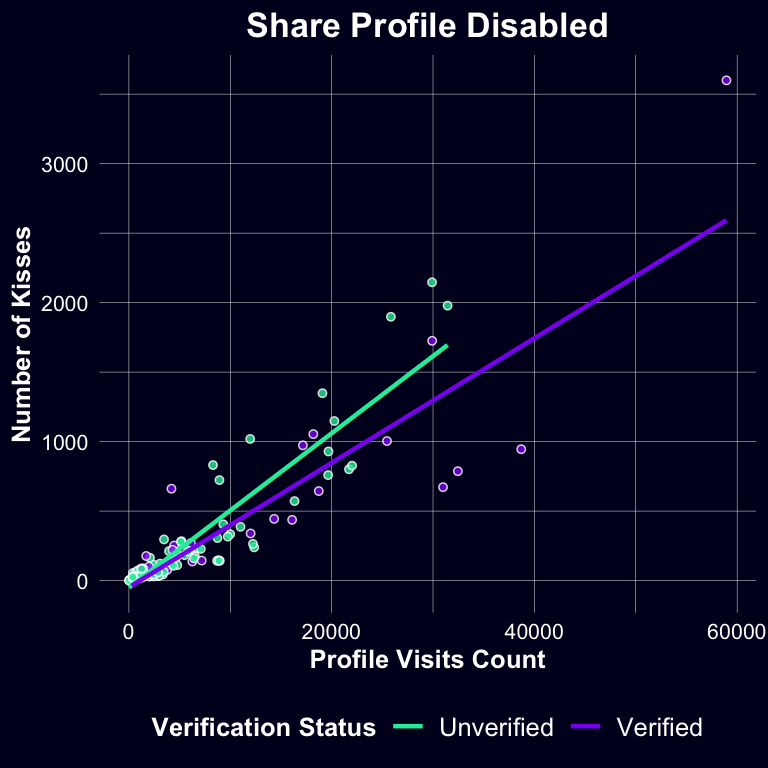 Share Profile Disabled
Number of Kisses
3000
2000
1000
0
0 20000 40000 60000
Profile Visits Count
Verification Status Unverified Verified